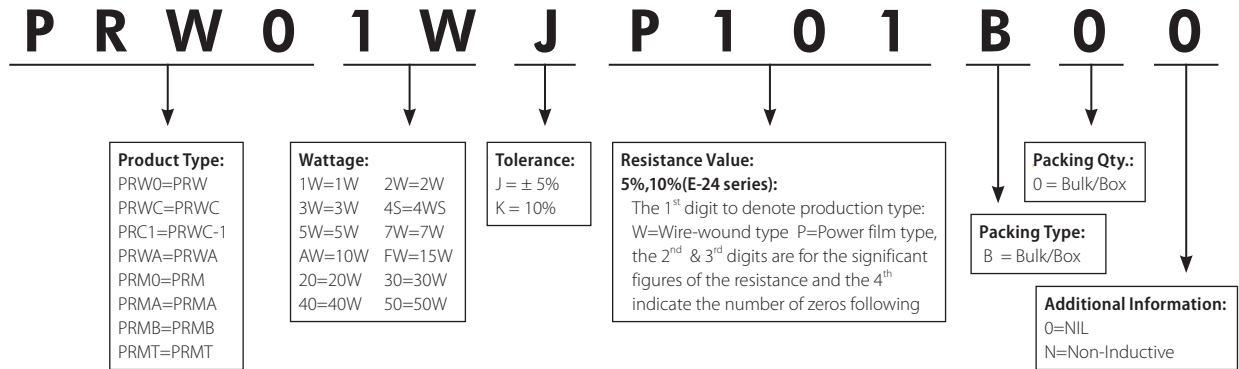 P R W 0 1 W J P 1 0 1 B 0 0
Product Type:
PRW0=PRW
PRWC=PRWC
PRC1=PRWC-1
PRWA=PRWA
PRM0=PRM
PRMA=PRMA
PRMB=PRMB
PRMT=PRMT
Wattage:
1W=1W 2W=2W
3W=3W 4S=4WS
5W=5W 7W=7W
AW=10W FW=15W
20=20W 30=30W
40=40W 50=50W
Tolerance:
J = ± 5%
K = 10%
Resistance Value:
5%,10%(E-24 series):
The 1st digit to denote production type:
W=Wire-wound type P=Power film type,
the 2nd & 3rd digits are for the significant
figures of the resistance and the 4th
indicate the number of zeros following
Packing Type:
B = Bulk/Box
Packing Qty.:
0 = Bulk/Box
Additional Information:
0=NIL
N=Non-Inductive